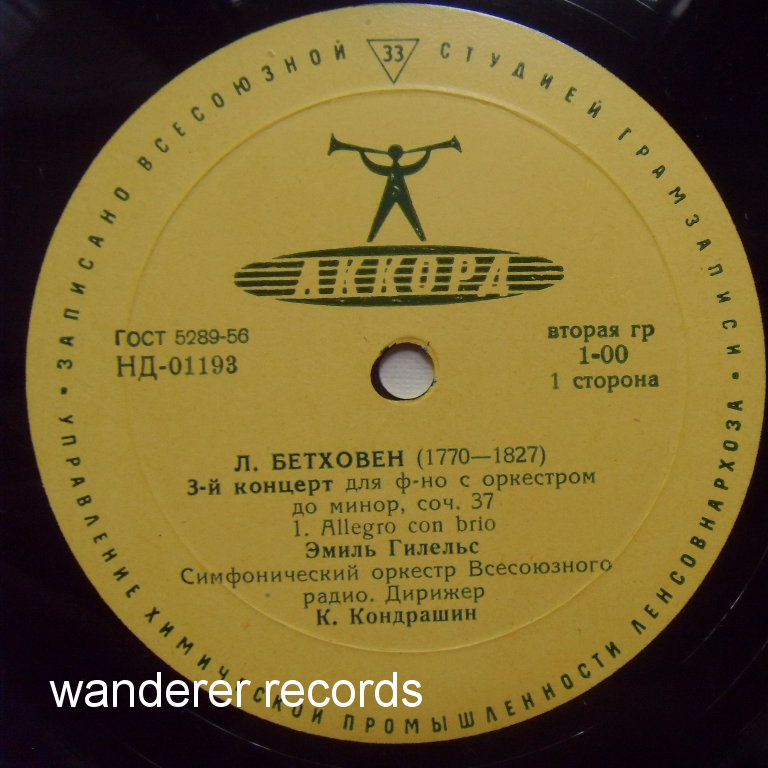 ЗАПИСАНО ВСЕСОЮЗНОЙ 33 СТУДИЕЙ ГРАМЗАПИСИ •
АККОРД
ГОСТ 5289-56
НД-01193
вторая гр
1-00
1 сторона
Л. БЕТХОВЕН (1770—1827)
3-й концерт для ф-но с оркестром
до минор, соч. 37
1. Allegro con brio
Эмиль Гилельс
Симфонический оркестр Всесоюзного
радио. Дирижер
К. Кондрашин
• УПРАВЛЕНИЕ ХИМИЧЕСКОЙ ПРОМЫШЛЕННОСТИ ЛЕНСОВНАРХОЗА
wanderer records